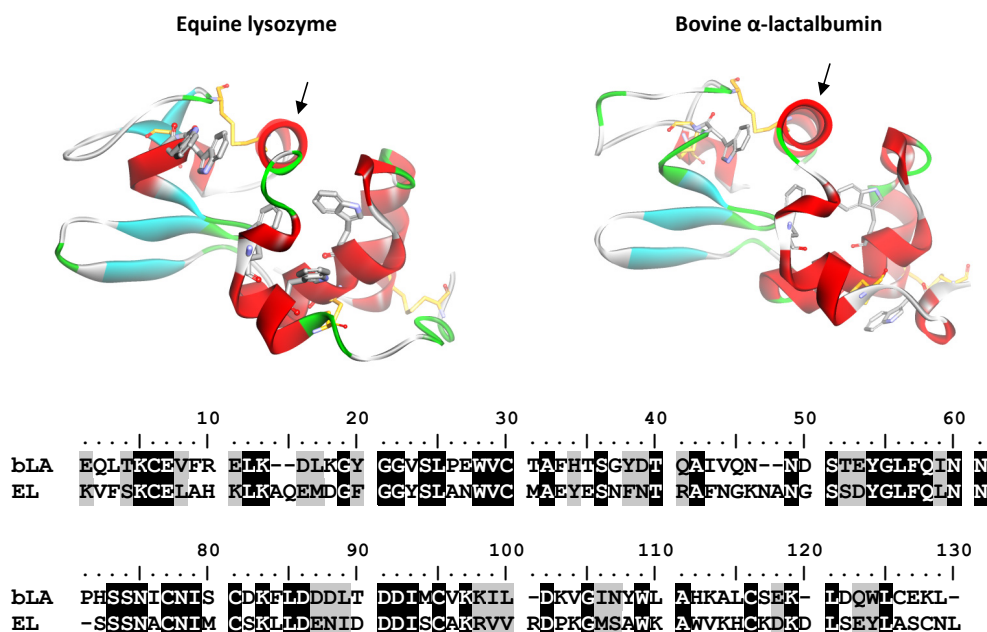 Equine lysozyme Bovine α-lactalbumin
10 20 30 40 50 60
. . . . | . . . . | . . . . | . . . . | . . . . | . . . . | . . . . | . . . . | . . . . | . . . . | . . . . | . . . . |
bLA EQLTKCEVFR ELK--DLKGY GGVSLPEWVC TAFHTSGYDT QAIVQN--ND STEYGLFQIN N
EL KVFSKCELAH KLKAQEMDGF GGYSLANWVC MAEYESNFNT RAFNGKNANG SSDYGLFQLN N
80 90 100 110 120 130
. . . . | . . . . | . . . . | . . . . | . . . . | . . . . | . . . . | . . . . | . . . . | . . . . | . . . . | . . . . |
bLA PHSSNICNIS CDKFLDDDLT DDIMCVKKIL -DKVGINYWL AHKALCSEK- LDQWLCEKL-
EL -SSSNACNIM CSKLLDENID DDISCAKRVV RDPKGMSAWK AWVKHCKDKD LSEYLASCNL